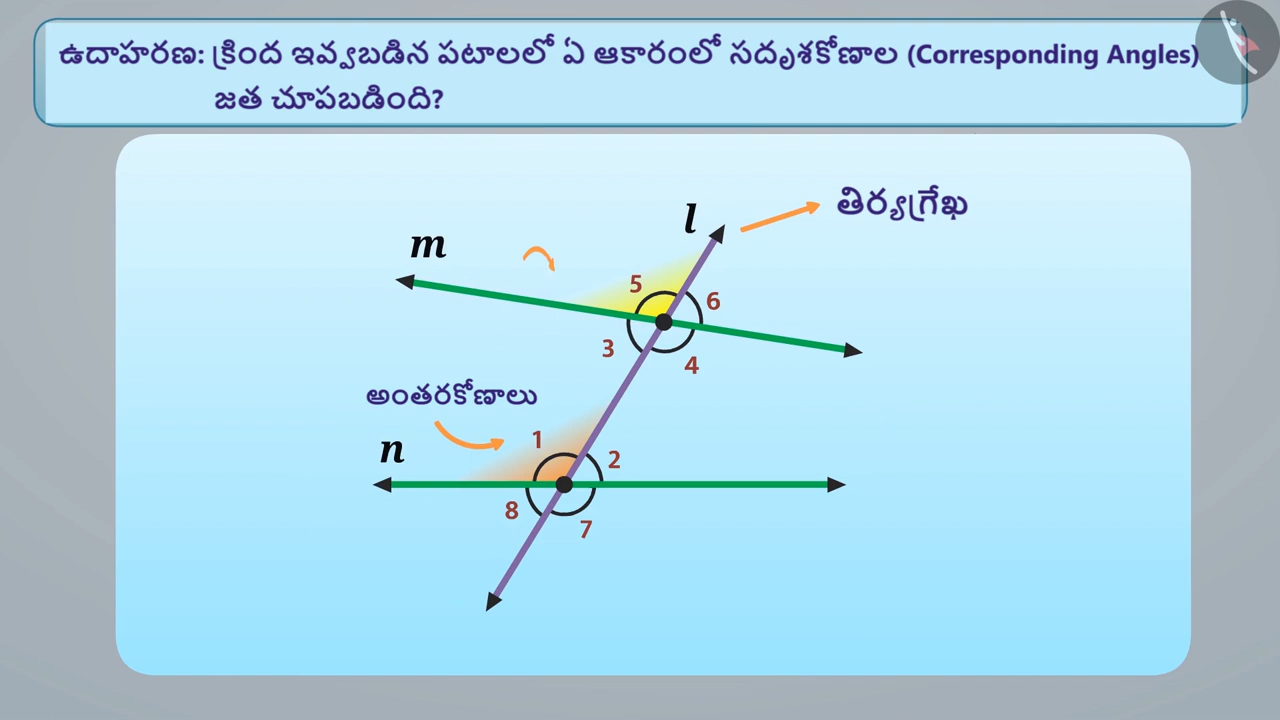 ఉదాహరణ: క్రింద ఇవ్వబడిన పటాలలో ఏ ఆకారంలో సదృశకోణాల (Corresponding Angles)
జత చూపబడింది?
l
తిర్యగ్రేఖ
m
5
6
3
4
అంతరకోణాలు
n
1
2
8
7